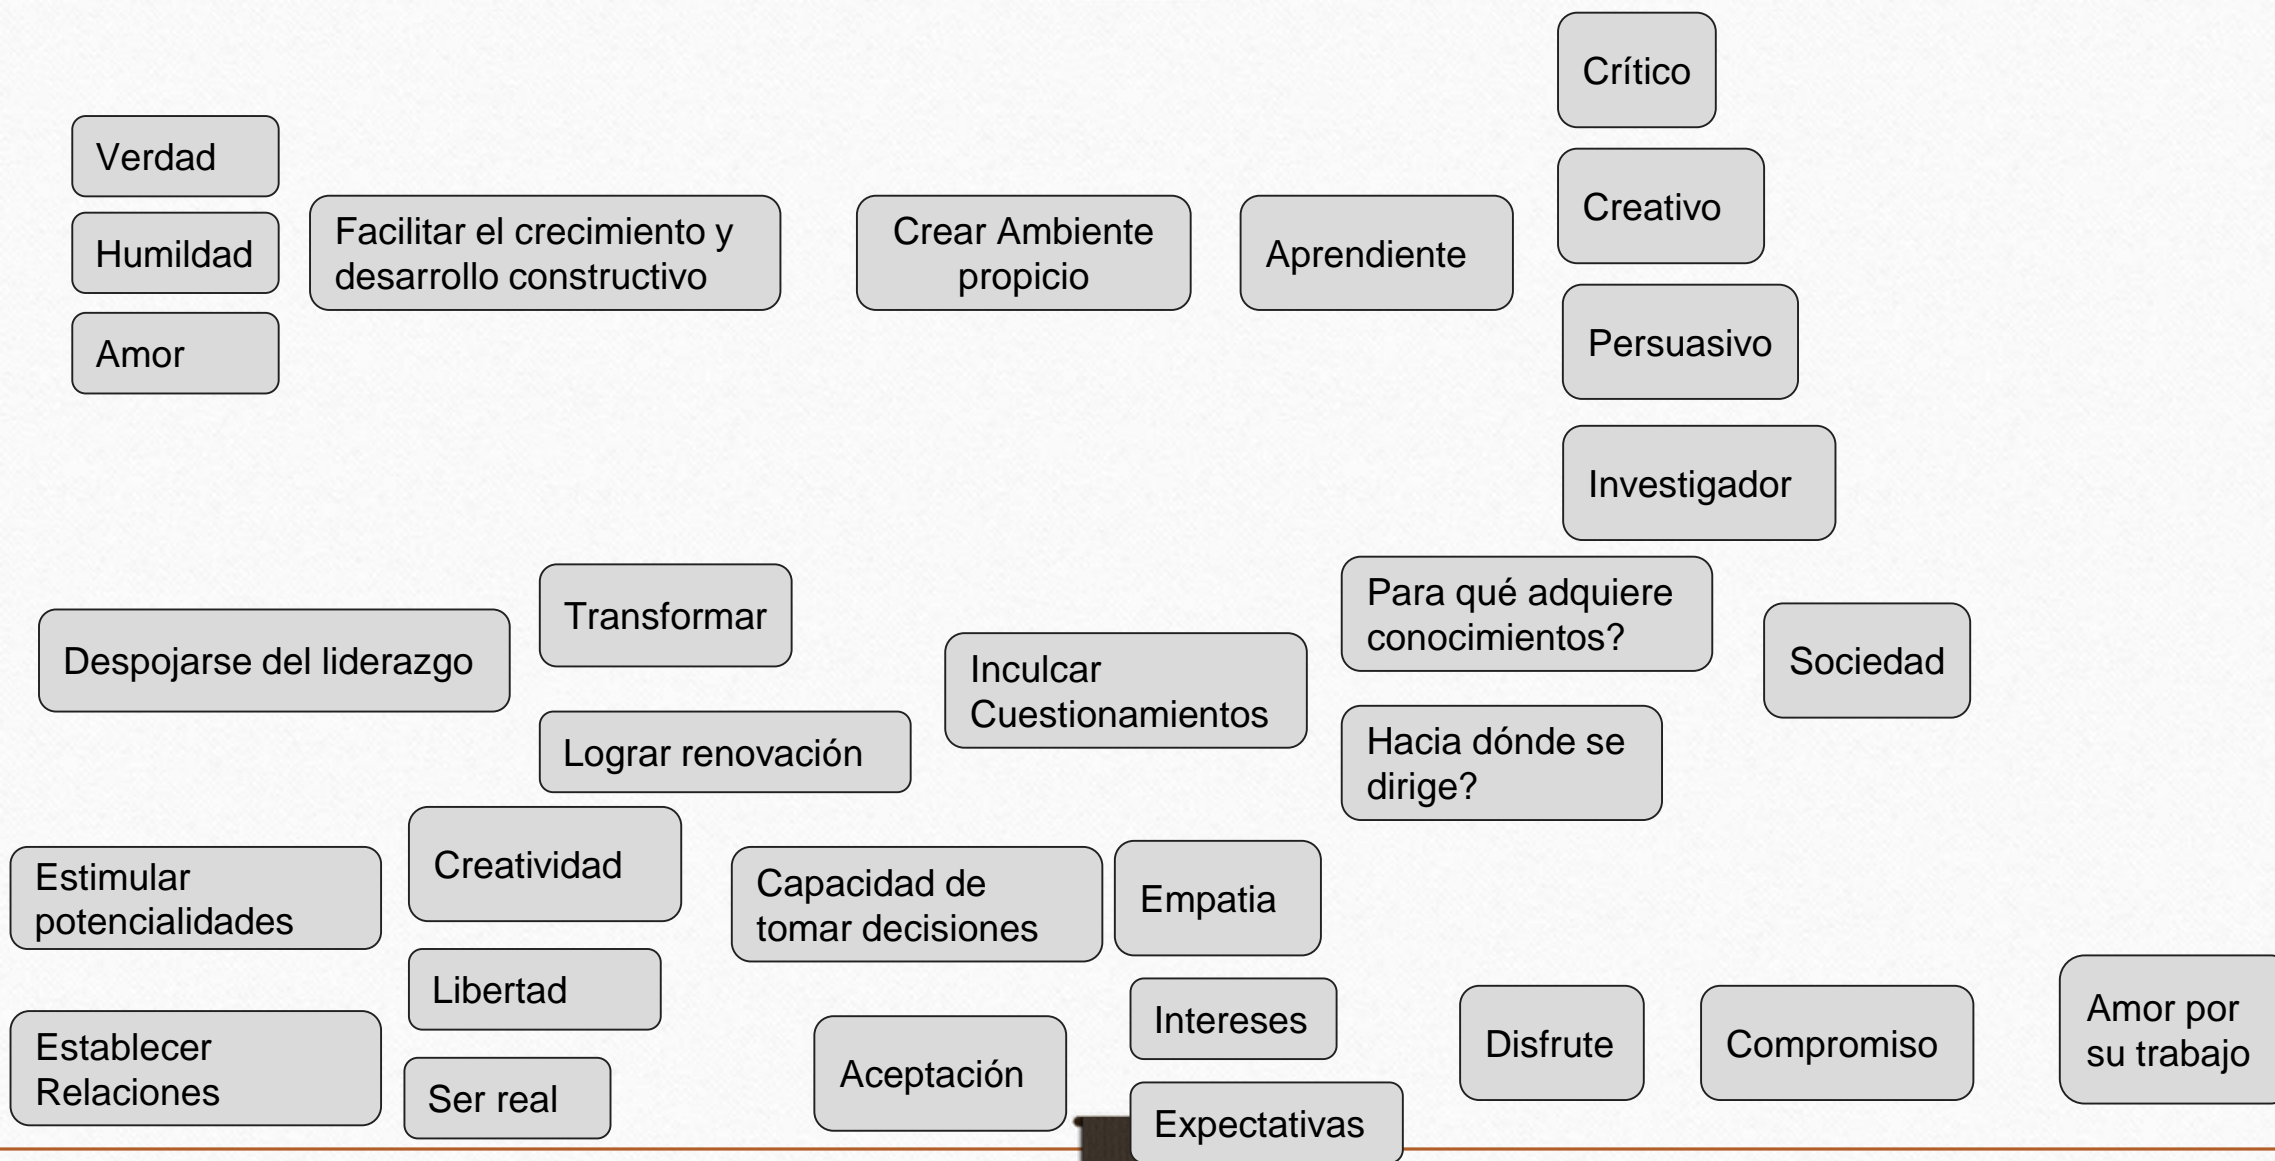 Crítico
Verdad
Creativo
Humildad
Facilitar el crecimiento y
desarrollo constructivo
Crear Ambiente
propicio
Aprendiente
Amor
Persuasivo
Investigador
Despojarse del liderazgo
Transformar
Lograr renovación
Inculcar
Cuestionamientos
Para qué adquiere
conocimientos?
Hacia dónde se
dirige?
Sociedad
Estimular
potencialidades
Creatividad
Capacidad de
tomar decisiones
Empatia
Libertad
Establecer
Relaciones
Ser real
Aceptación
Intereses
Expectativas
Disfrute
Compromiso
Amor por
su trabajo